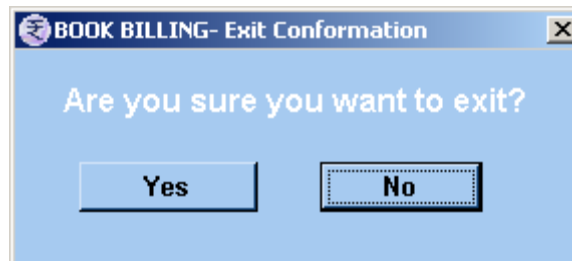 BOOK BILLING- Exit Conformation
Are you sure you want to exit?
Yes No